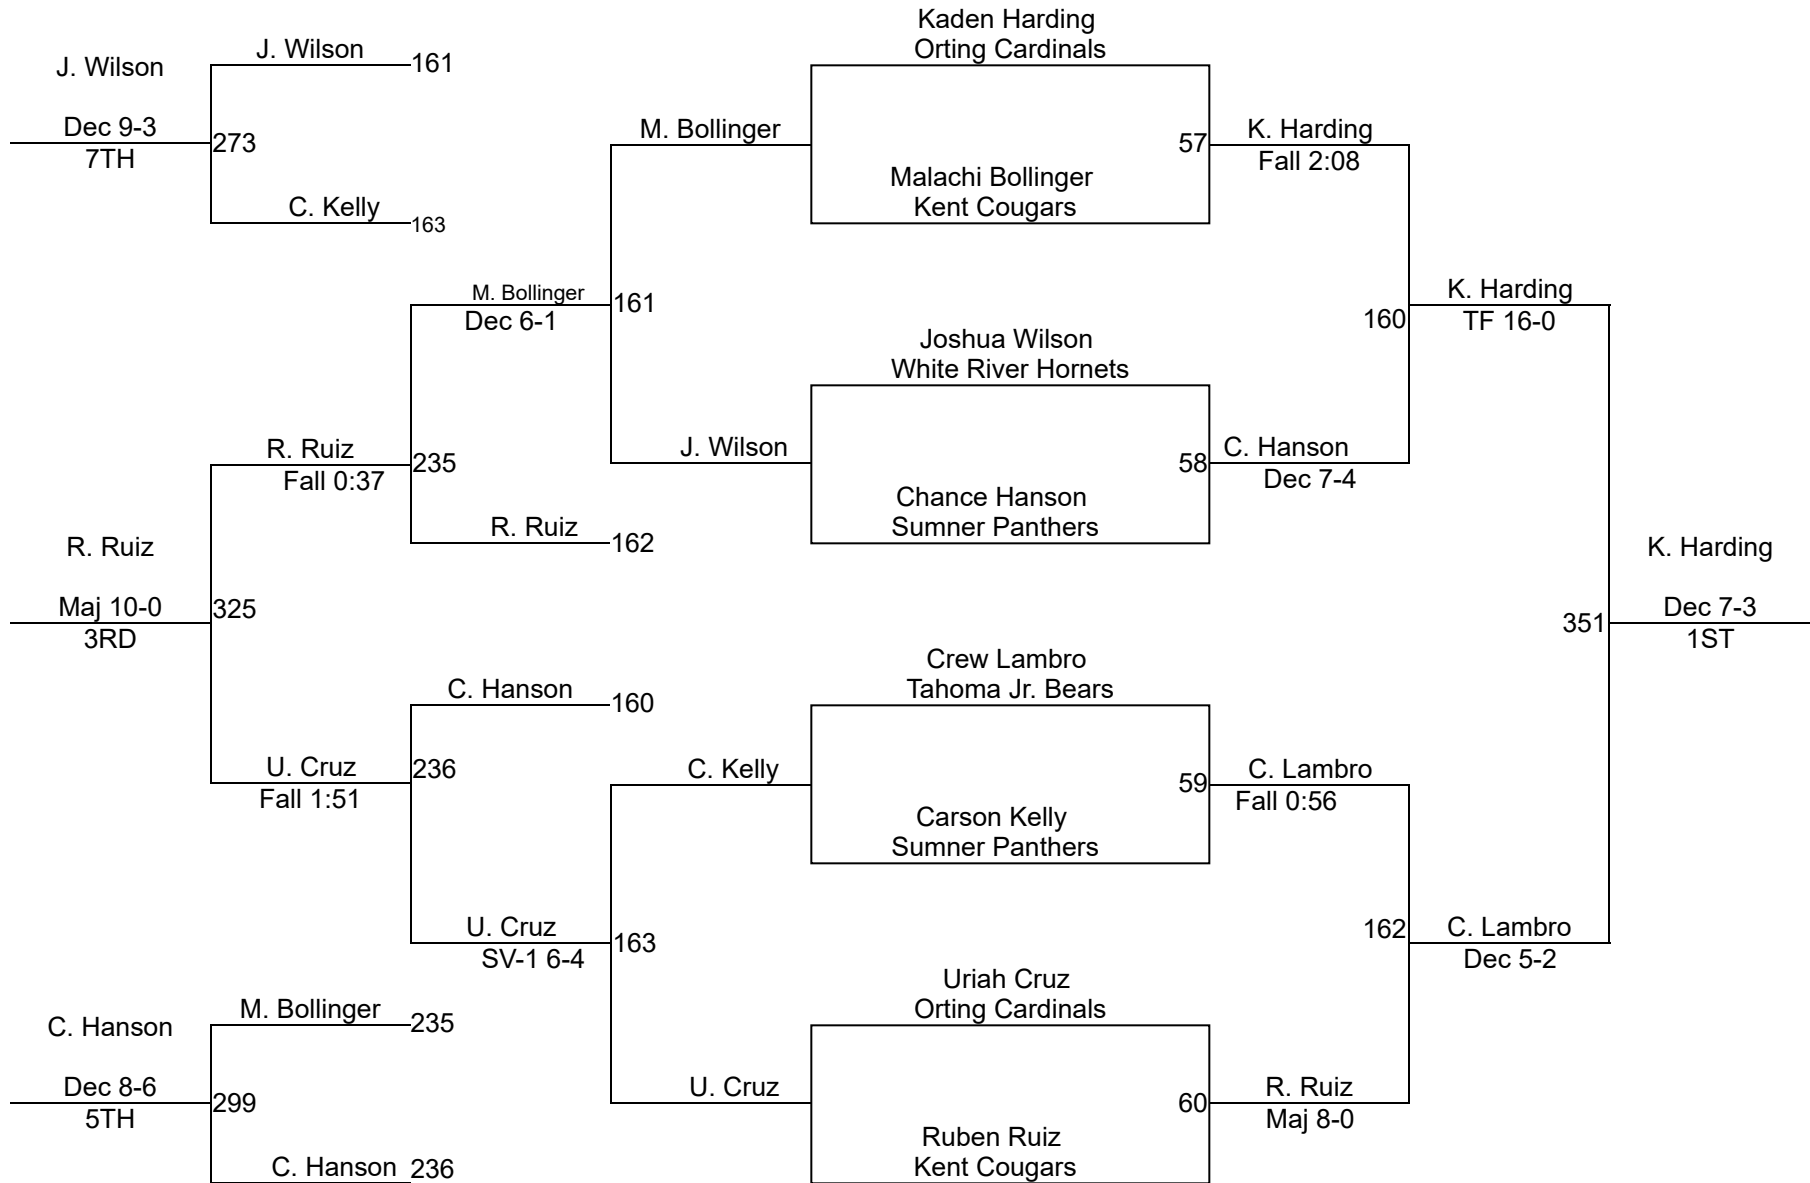 Kaden Harding
Orting Cardinals
J. Wilson
J. Wilson
161
Dec 9-3
7TH
273
C. Kelly
163
M. Bollinger
57
K. Harding
Fall 2:08
Malachi Bollinger
Kent Cougars
M. Bollinger
Dec 6-1
161
160
K. Harding
TF 16-0
Joshua Wilson
White River Hornets
R. Ruiz
Fall 0:37
235
J. Wilson
58
C. Hanson
Dec 7-4
Chance Hanson
Sumner Panthers
R. Ruiz
162
R. Ruiz
Maj 10-0
3RD
325
K. Harding
351
Dec 7-3
1ST
Crew Lambro
Tahoma Jr. Bears
C. Hanson
160
U. Cruz
Fall 1:51
236
C. Kelly
59
C. Lambro
Fall 0:56
Carson Kelly
Sumner Panthers
U. Cruz
SV-1 6-4
163
162
C. Lambro
Dec 5-2
Uriah Cruz
Orting Cardinals
C. Hanson
M. Bollinger
235
Dec 8-6
5TH
299
U. Cruz
60
R. Ruiz
Maj 8-0
Ruben Ruiz
Kent Cougars
C. Hanson
236